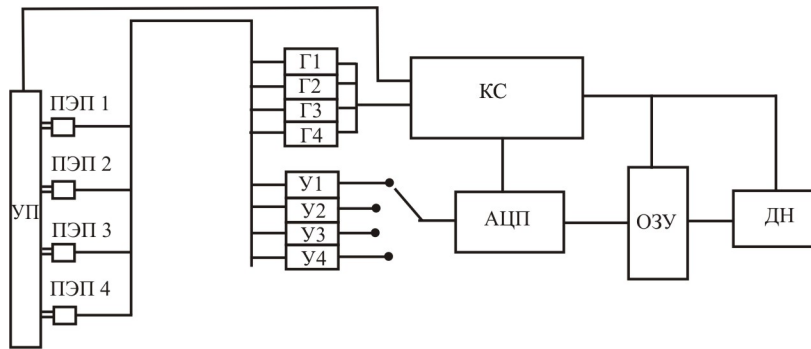 ПЭП 1
ПЭП 2
ПЭП 3
ПЭП 4
УП
Г1
Г2
Г3
Г4
У1
У2
У3
У4
КС
АЦП
ОЗУ
ДН